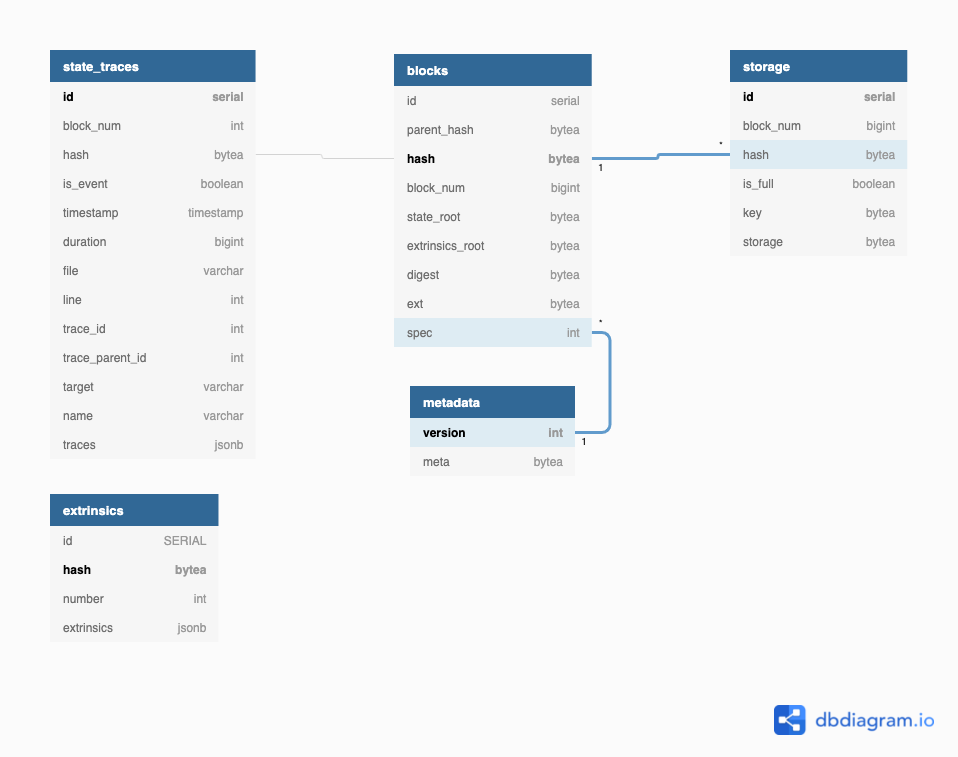 state_traces
id serial
block_num int
hash bytea
is_event boolean
timestamp timestamp
duration bigint
file varchar
line int
trace_id int
trace_parent_id int
target varchar
name varchar
traces jsonb
blocks
id serial
parent_hash bytea
hash bytea
block_num bigint
state_root bytea
extrinsics_root bytea
digest bytea
ext bytea
spec int
1
*
*
1
storage
id serial
block_num bigint
hash bytea
is_full boolean
key bytea
storage bytea
metadata
version int
meta bytea
extrinsics
id SERIAL
hash bytea
number int
extrinsics jsonb
dbdiagram.io